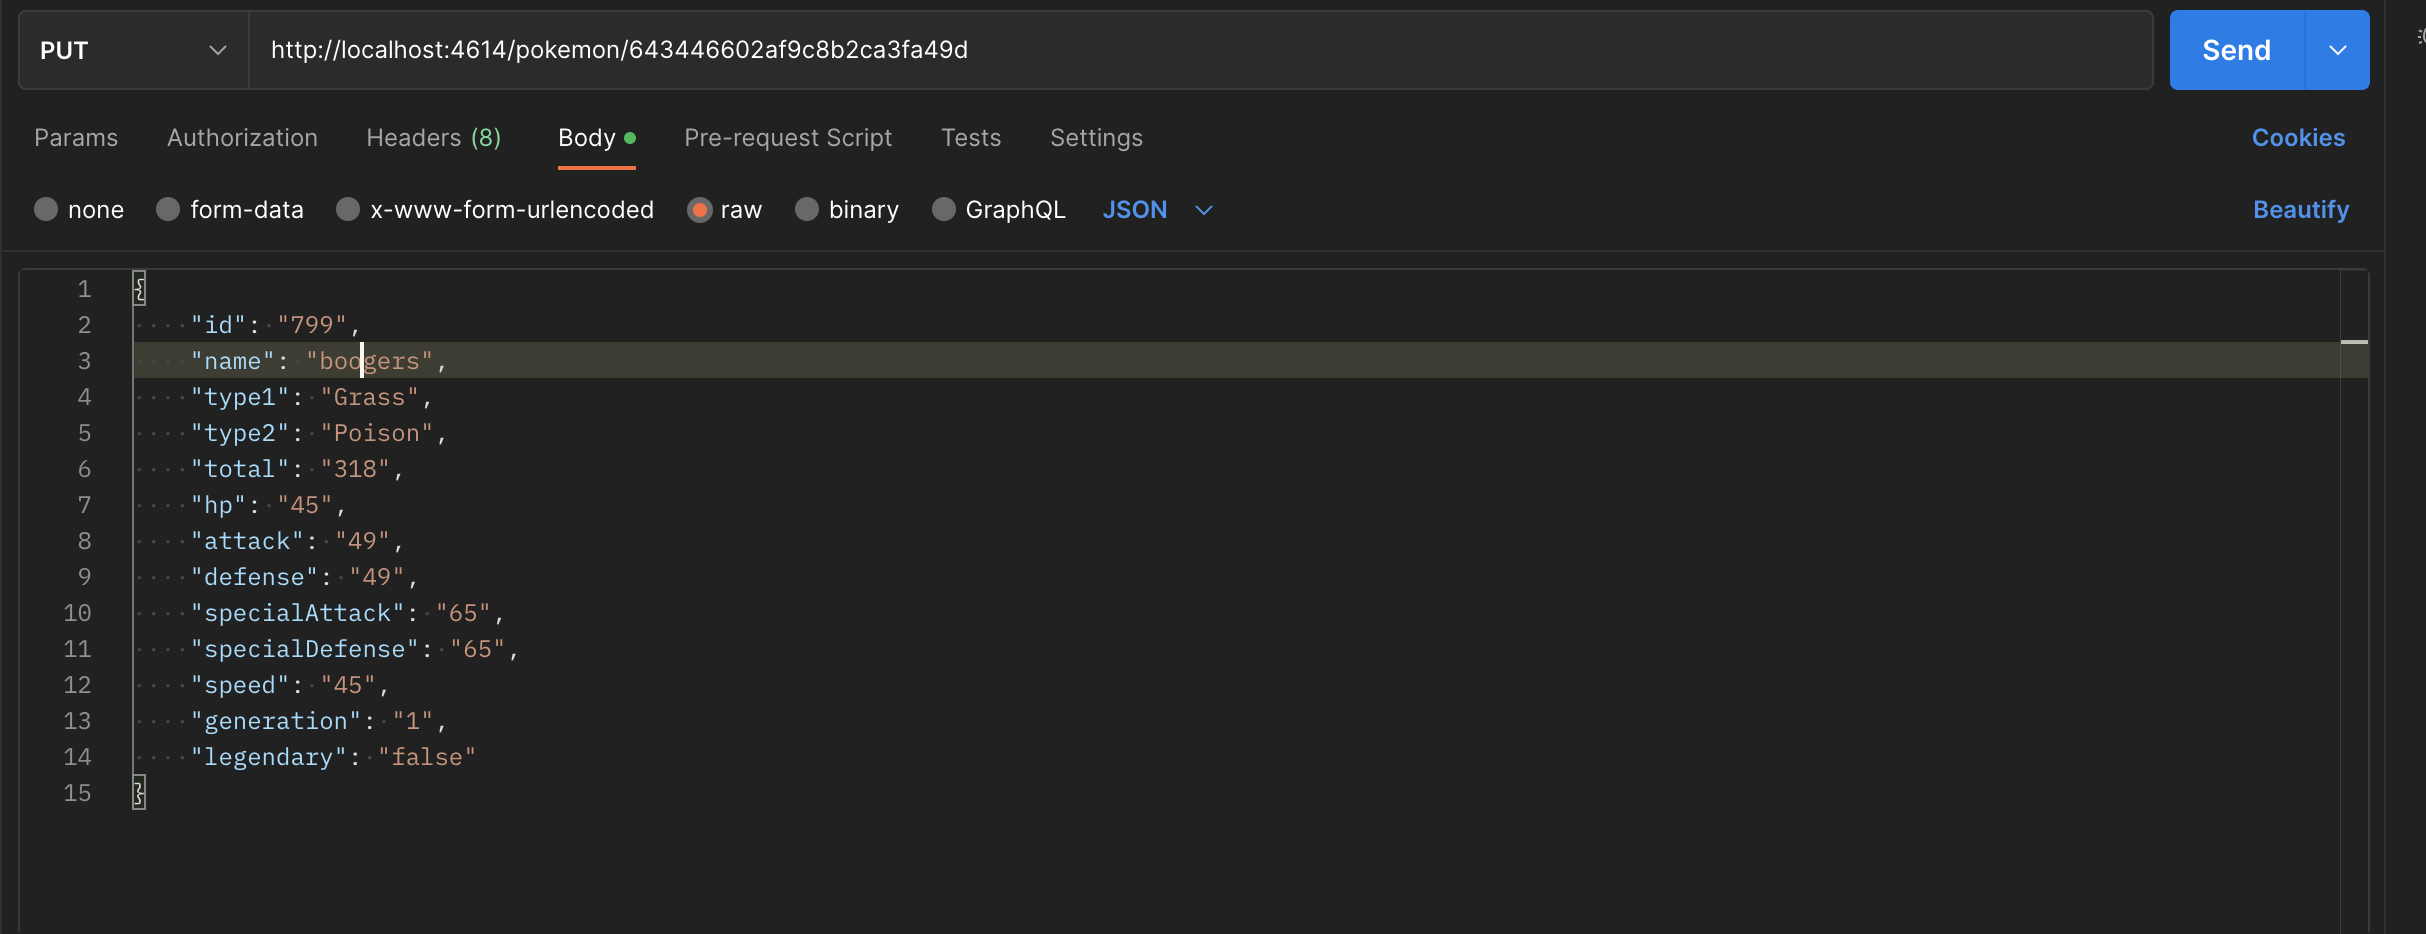 PUT http://localhost:4614/pokemon/643446602af9c8b2ca3fa49d Send
Params Authorization Headers (8) Body Pre-request Script Tests Settings Cookies
none form-data x-www-form-urlencoded raw binary GraphQL JSON Beautify
1 {
2 "id": "799",
3 "name": "boogers",
4 "type1": "Grass",
5 "type2": "Poison",
6 "total": "318",
7 "hp": "45",
8 "attack": "49",
9 "defense": "49",
10 "specialAttack": "65",
11 "specialDefense": "65",
12 "speed": "45",
13 "generation": "1",
14 "legendary": "false"
15 }